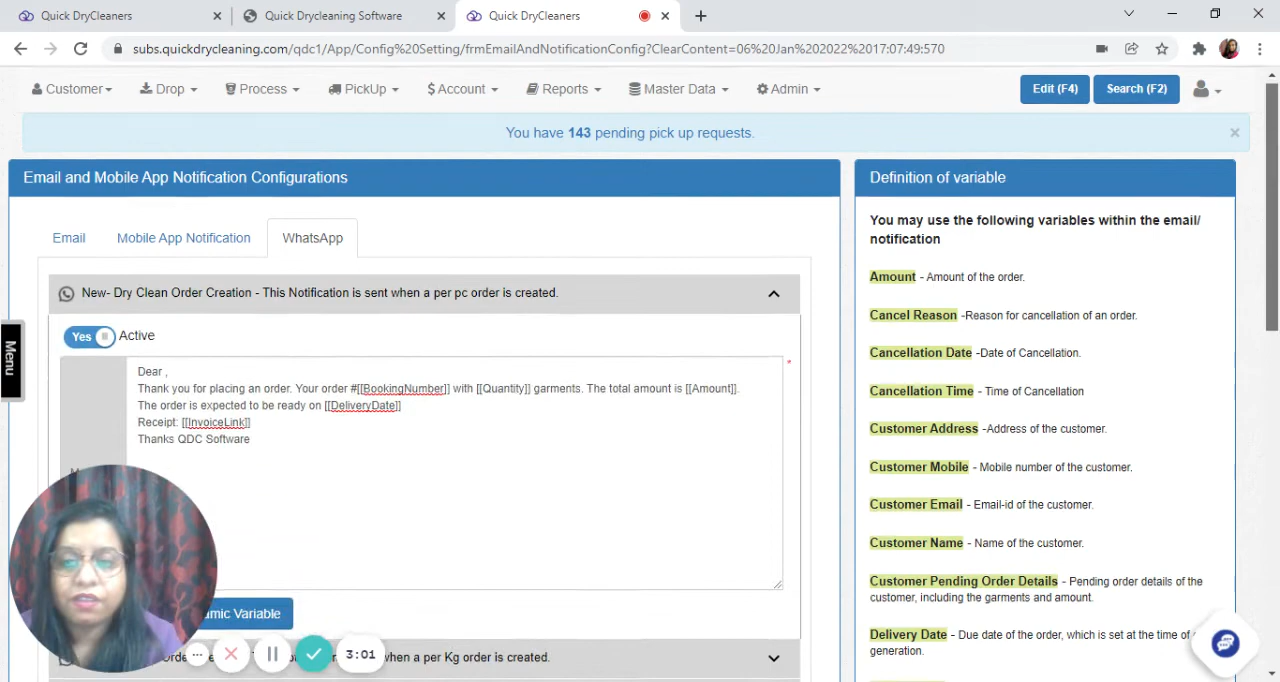 Quick DryCleaners
Quick Drycleaning Software
Quick DryCleaners
subs.quickdrycleaning.com/qdc1/App/Config%20Setting/frmEmailAndNotificationConfig?ClearContent=06%20Jan%202022%2017:07:49:570
Customer Drop Process PickUp $ Account Reports Master Data Admin Edit (F4) Search (F2)
You have 143 pending pick up requests.
Email and Mobile App Notification Configurations
Email Mobile App Notification WhatsApp
New- Dry Clean Order Creation - This Notification is sent when a per pc order is created.
Menu
Yes Active
Dear ,
Thank you for placing an order. Your order #[[BookingNumber]] with [[Quantity]] garments. The total amount is [[Amount]].
The order is expected to be ready on [[DeliveryDate]]
Receipt: [[InvoiceLink]]
Thanks QDC Software
*
Variable
when a per Kg order is created.
3:01
Definition of variable
You may use the following variables within the email/
notification
Amount - Amount of the order.
Cancel Reason -Reason for cancellation of an order.
Cancellation Date -Date of Cancellation.
Cancellation Time - Time of Cancellation
Customer Address -Address of the customer.
Customer Mobile - Mobile number of the customer.
Customer Email - Email-id of the customer.
Customer Name - Name of the customer.
Customer Pending Order Details - Pending order details of the
customer, including the garments and amount.
Delivery Date - Due date of the order, which is set at the time of
generation.